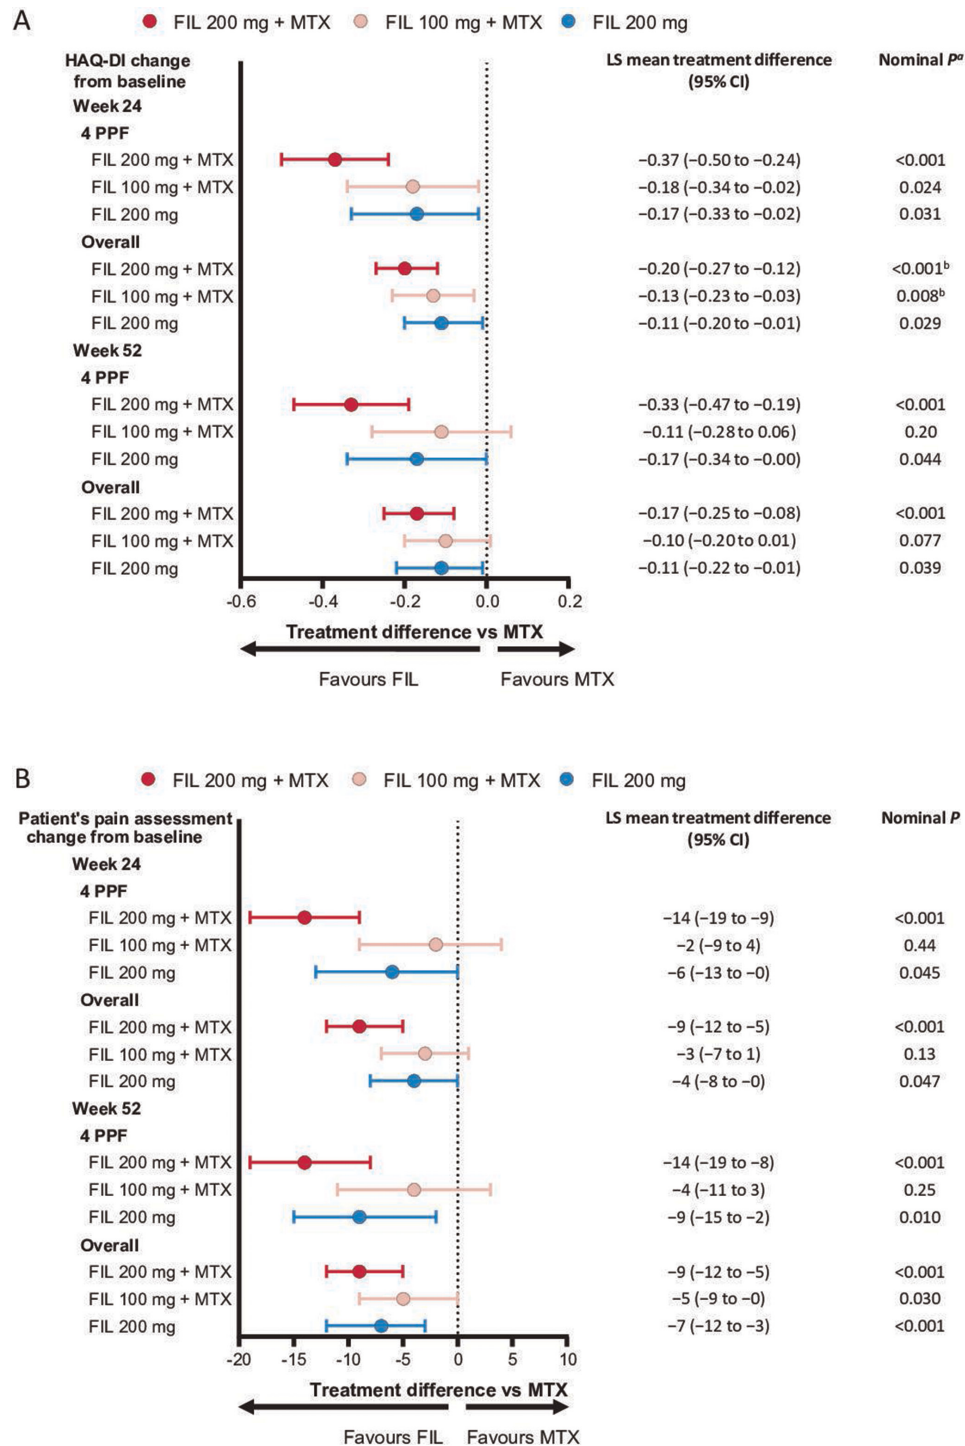 A
FIL 200 mg + MTX FIL 100 mg + MTX FIL 200 mg
HAQ-DI change from baseline LS mean treatment difference (95% CI) Nominal Pᵃ
Week 24
4 PPF
FIL 200 mg + MTX −0.37 (−0.50 to −0.24) <0.001
FIL 100 mg + MTX −0.18 (−0.34 to −0.02) 0.024
FIL 200 mg −0.17 (−0.33 to −0.02) 0.031
Overall
FIL 200 mg + MTX −0.20 (−0.27 to −0.12) <0.001ᵇ
FIL 100 mg + MTX −0.13 (−0.23 to −0.03) 0.008ᵇ
FIL 200 mg −0.11 (−0.20 to −0.01) 0.029
Week 52
4 PPF
FIL 200 mg + MTX −0.33 (−0.47 to −0.19) <0.001
FIL 100 mg + MTX −0.11 (−0.28 to 0.06) 0.20
FIL 200 mg −0.17 (−0.34 to −0.00) 0.044
Overall
FIL 200 mg + MTX −0.17 (−0.25 to −0.08) <0.001
FIL 100 mg + MTX −0.10 (−0.20 to 0.01) 0.077
FIL 200 mg −0.11 (−0.22 to −0.01) 0.039
-0.6 -0.4 -0.2 0.0 0.2
Treatment difference vs MTX
Favours FIL Favours MTX
B
FIL 200 mg + MTX FIL 100 mg + MTX FIL 200 mg
Patient's pain assessment change from baseline LS mean treatment difference (95% CI) Nominal P
Week 24
4 PPF
FIL 200 mg + MTX −14 (−19 to −9) <0.001
FIL 100 mg + MTX −2 (−9 to 4) 0.44
FIL 200 mg −6 (−13 to −0) 0.045
Overall
FIL 200 mg + MTX −9 (−12 to −5) <0.001
FIL 100 mg + MTX −3 (−7 to 1) 0.13
FIL 200 mg −4 (−8 to −0) 0.047
Week 52
4 PPF
FIL 200 mg + MTX −14 (−19 to −8) <0.001
FIL 100 mg + MTX −4 (−11 to 3) 0.25
FIL 200 mg −9 (−15 to −2) 0.010
Overall
FIL 200 mg + MTX −9 (−12 to −5) <0.001
FIL 100 mg + MTX −5 (−9 to −0) 0.030
FIL 200 mg −7 (−12 to −3) <0.001
-20 -15 -10 -5 0 5 10
Treatment difference vs MTX
Favours FIL Favours MTX